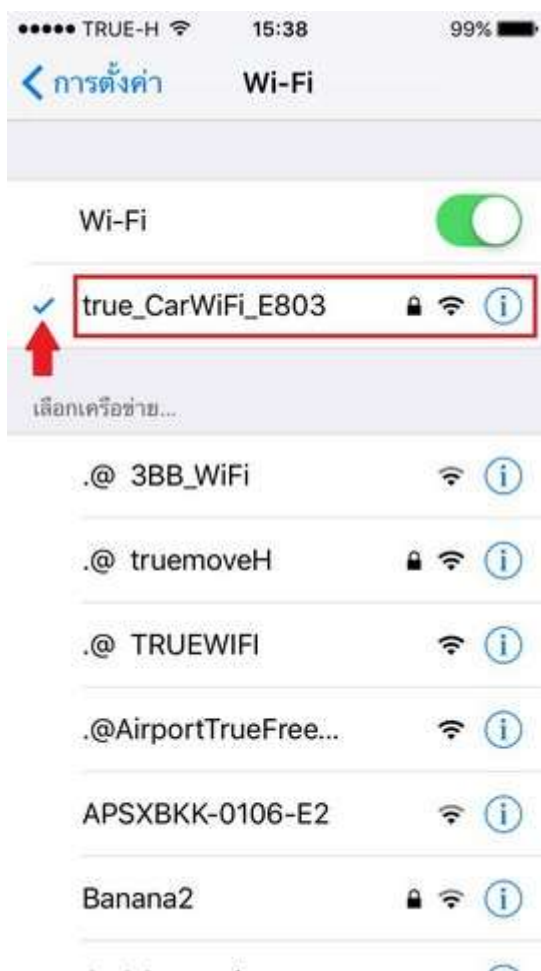 TRUE-H 15:38 99%
การตั้งค่า Wi-Fi
Wi-Fi
true_CarWiFi_E803
เลือกเครือข่าย...
.@ 3BB_WiFi
.@ truemoveH
.@ TRUEWIFI
.@AirportTrueFree...
APSXBKK-0106-E2
Banana2